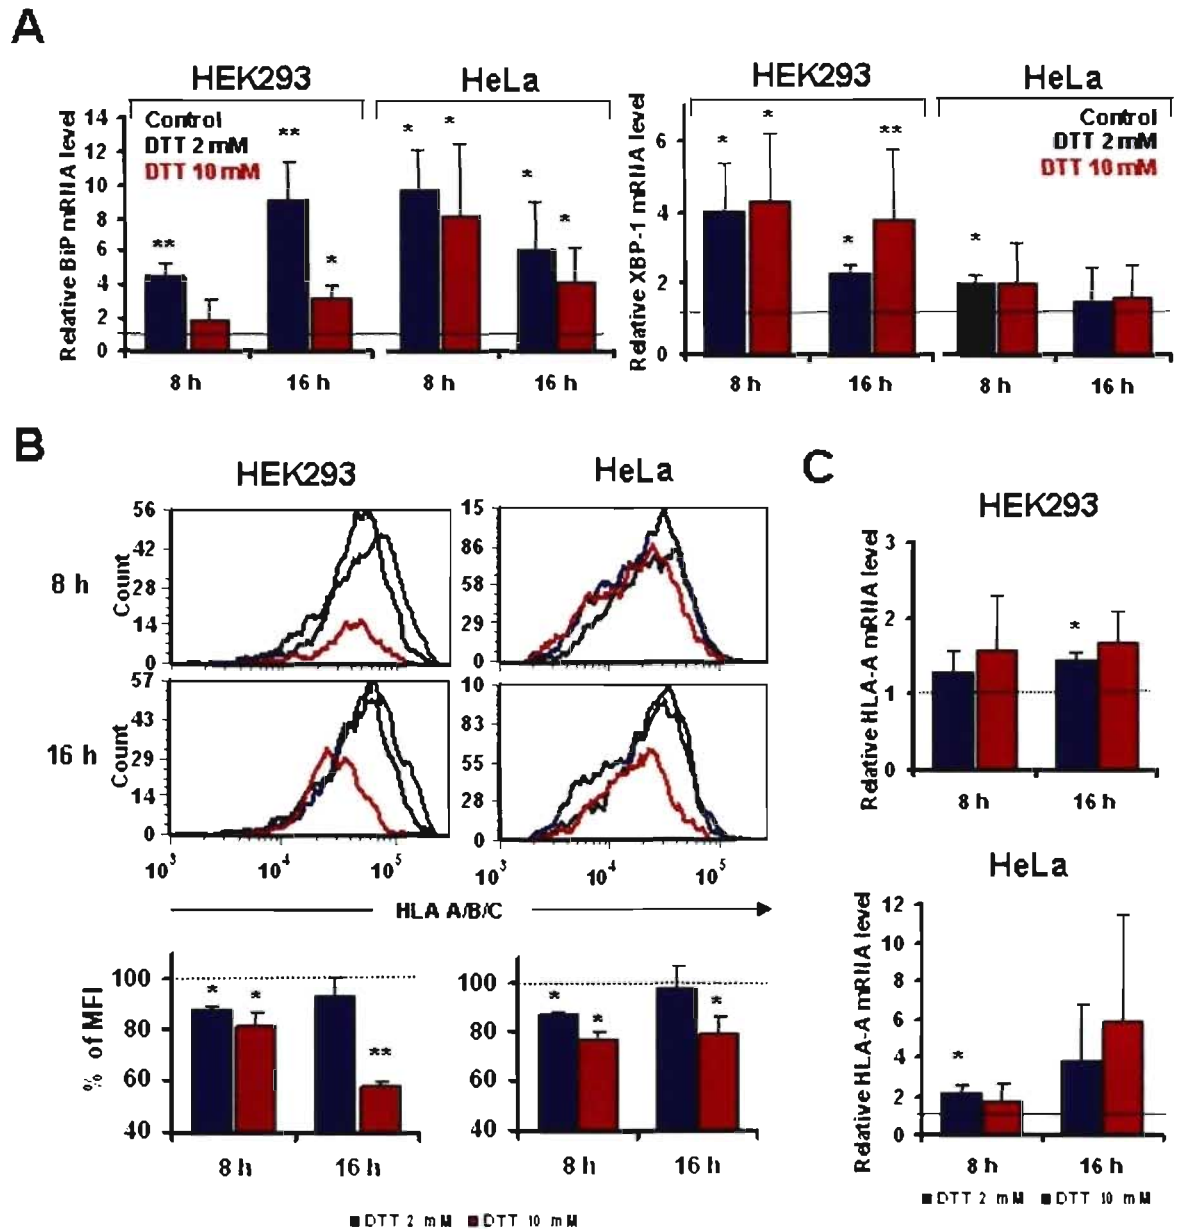 A
HEK293
HeLa
HEK293
HeLa
Relative BiP mRNA level
14
12
10
8
6
4
2
0
Control
DTT 2 mM
DTT 10 mM
**
**
*
*
*
*
*
8 h
16 h
8 h
16 h
Relative XBP-1 mRNA level
6
4
2
0
Control
DTT 2 mM
DTT 10 mM
*
*
*
**
*
8 h
16 h
8 h
16 h
B
HEK293
HeLa
8 h
Count
56
42
28
14
0
15
86
58
29
0
16 h
Count
57
43
29
14
0
10
83
55
28
0
10³
10⁴
10⁵
10³
10⁴
10⁵
HLA A/B/C
% of MFI
100
80
60
40
*
*
**
8 h
16 h
100
80
60
40
*
*
*
8 h
16 h
DTT 2 mM
DTT 10 mM
C
HEK293
Relative HLA-A mRNA level
3
2
1
0
*
8 h
16 h
HeLa
Relative HLA-A mRNA level
12
10
8
6
4
2
0
*
8 h
16 h
DTT 2 mM
DTT 10 mM